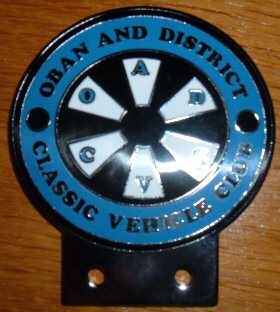 OBAN AND DISTRICT
CLASSIC VEHICLE CLUB
O A D
C V C